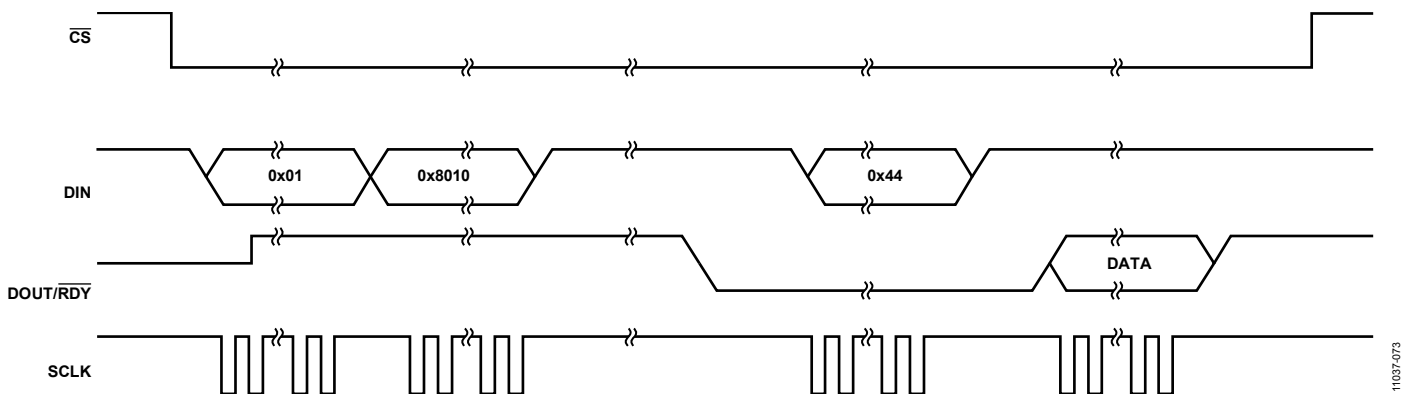 CS
DIN
0x01
0x8010
0x44
DOUT/RDY
DATA
SCLK
11037-073